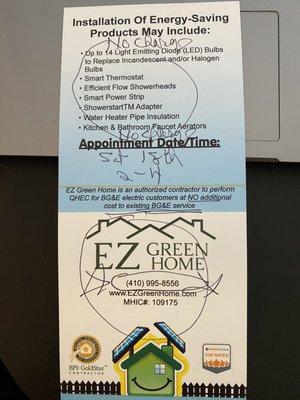 Installation Of Energy-Saving
Products May Include:
No charge
• Up to 14 Light Emitting Diode (LED) Bulbs
to Replace Incandescent and/or Halogen
Bulbs
• Smart Thermostat
• Efficient Flow Showerheads
• Smart Power Strip
• ShowerstartTM Adapter
• Water Heater Pipe Insulation
• Kitchen & Bathroom Faucet Aerators
No charge
Appointment Date/Time:
Sat
2-4
EZ Green Home is an authorized contractor to perform
QHEC for BG&E electric customers at NO additional
cost to existing BG&E service
EZ GREEN
HOME
(410) 995-8556
www.EZGreenHome.com
MHIC#: 109175
BPI GoldStar™
CONTRACTOR
TOP RATED